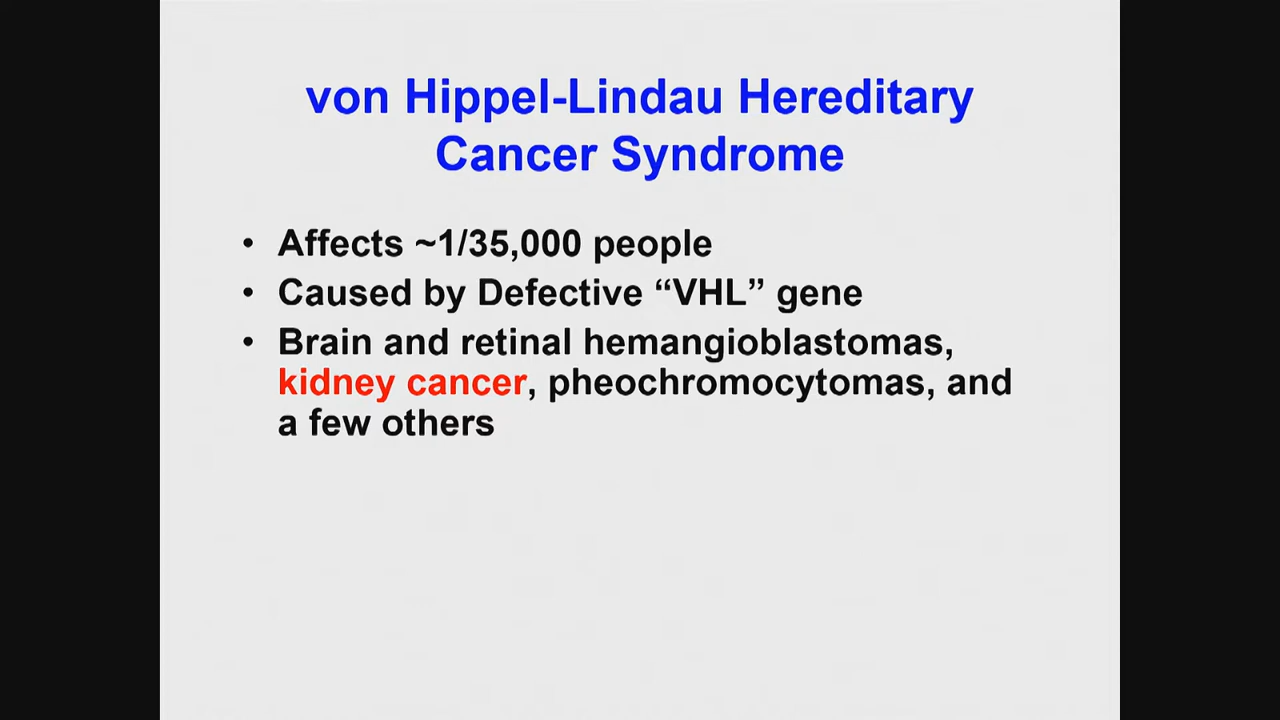 von Hippel-Lindau Hereditary
Cancer Syndrome
• Affects ~1/35,000 people
• Caused by Defective “VHL” gene
• Brain and retinal hemangioblastomas,
kidney cancer, pheochromocytomas, and
a few others